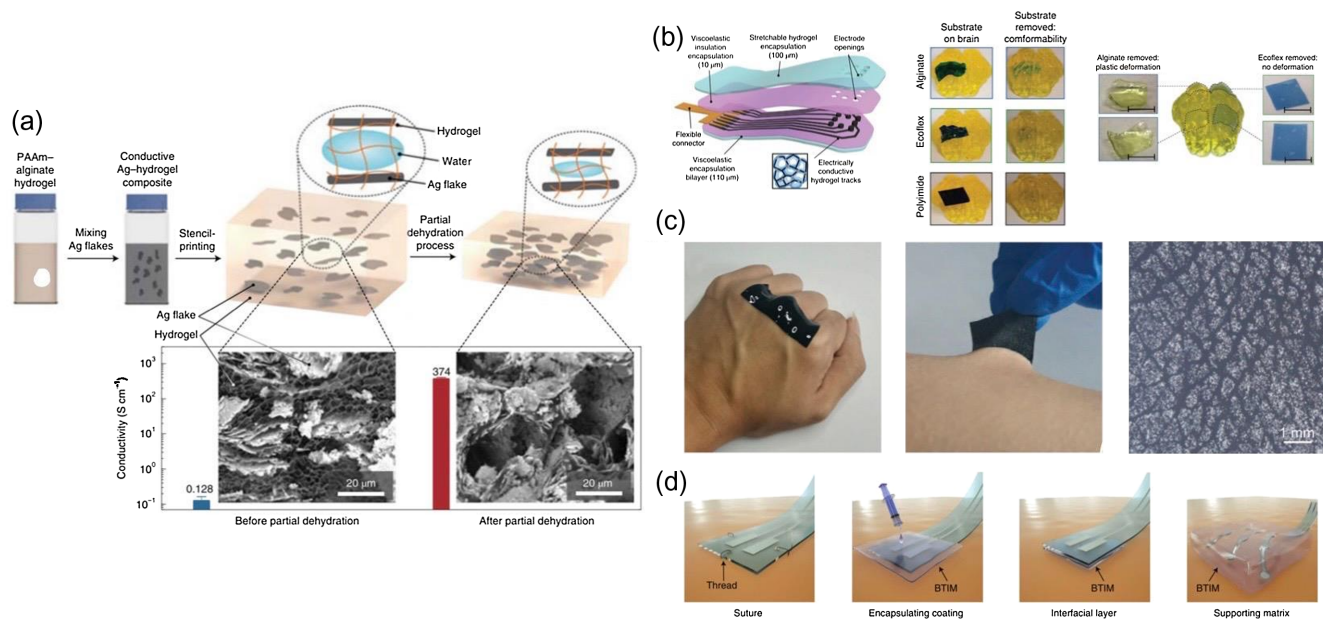 (a)
PAAm–
alginate
hydrogel
Mixing
Ag flakes
Conductive
Ag–hydrogel
composite
Stencil-
printing
Hydrogel
Water
Ag flake
Partial
dehydration
process
Ag flake
Hydrogel
Conductivity (S cm⁻¹)
10³
10²
10¹
10⁰
10⁻¹
0.128
20 μm
Before partial dehydration
374
20 μm
After partial dehydration
(b)
Viscoelastic
insulation
encapsulation
(10 μm)
Stretchable hydrogel
encapsulation
(100 μm)
Electrode
openings
Flexible
connector
Viscoelastic
encapsulation
bilayer (110 μm)
Electrically
conductive
hydrogel tracks
Substrate
on brain
Substrate
removed:
comformability
Alginate
Ecoflex
Polyimide
Alginate removed:
plastic deformation
Ecoflex removed:
no deformation
(c)
1 mm
(d)
Thread
Suture
BTIM
Encapsulating coating
BTIM
Interfacial layer
BTIM
Supporting matrix